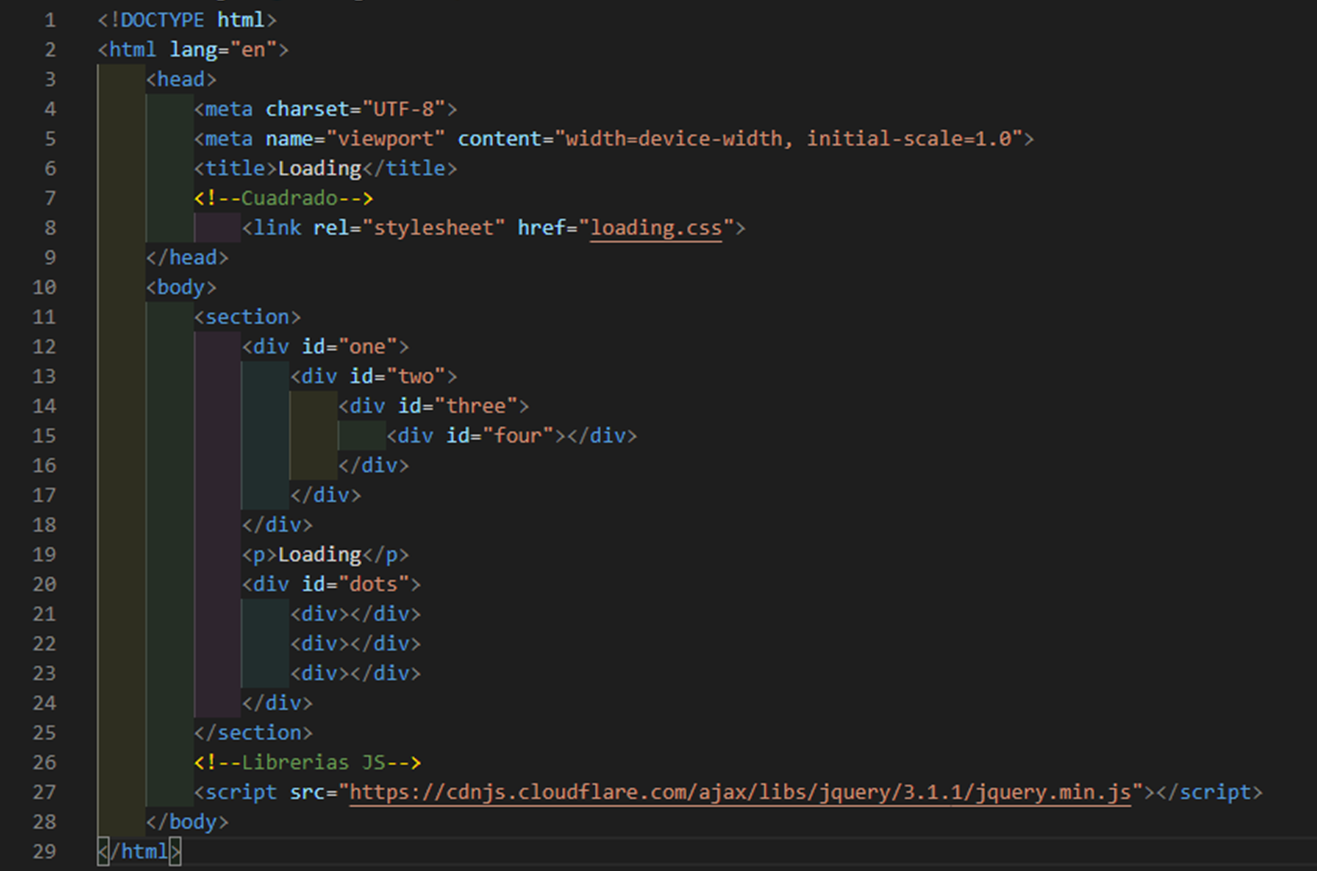 1 <!DOCTYPE html>
2 <html lang="en">
3 <head>
4 <meta charset="UTF-8">
5 <meta name="viewport" content="width=device-width, initial-scale=1.0">
6 <title>Loading</title>
7 <!--Cuadrado-->
8 <link rel="stylesheet" href="loading.css">
9 </head>
10 <body>
11 <section>
12 <div id="one">
13 <div id="two">
14 <div id="three">
15 <div id="four"></div>
16 </div>
17 </div>
18 </div>
19 <p>Loading</p>
20 <div id="dots">
21 <div></div>
22 <div></div>
23 <div></div>
24 </div>
25 </section>
26 <!--Librerias JS-->
27 <script src="https://cdnjs.cloudflare.com/ajax/libs/jquery/3.1.1/jquery.min.js"></script>
28 </body>
29 </html>